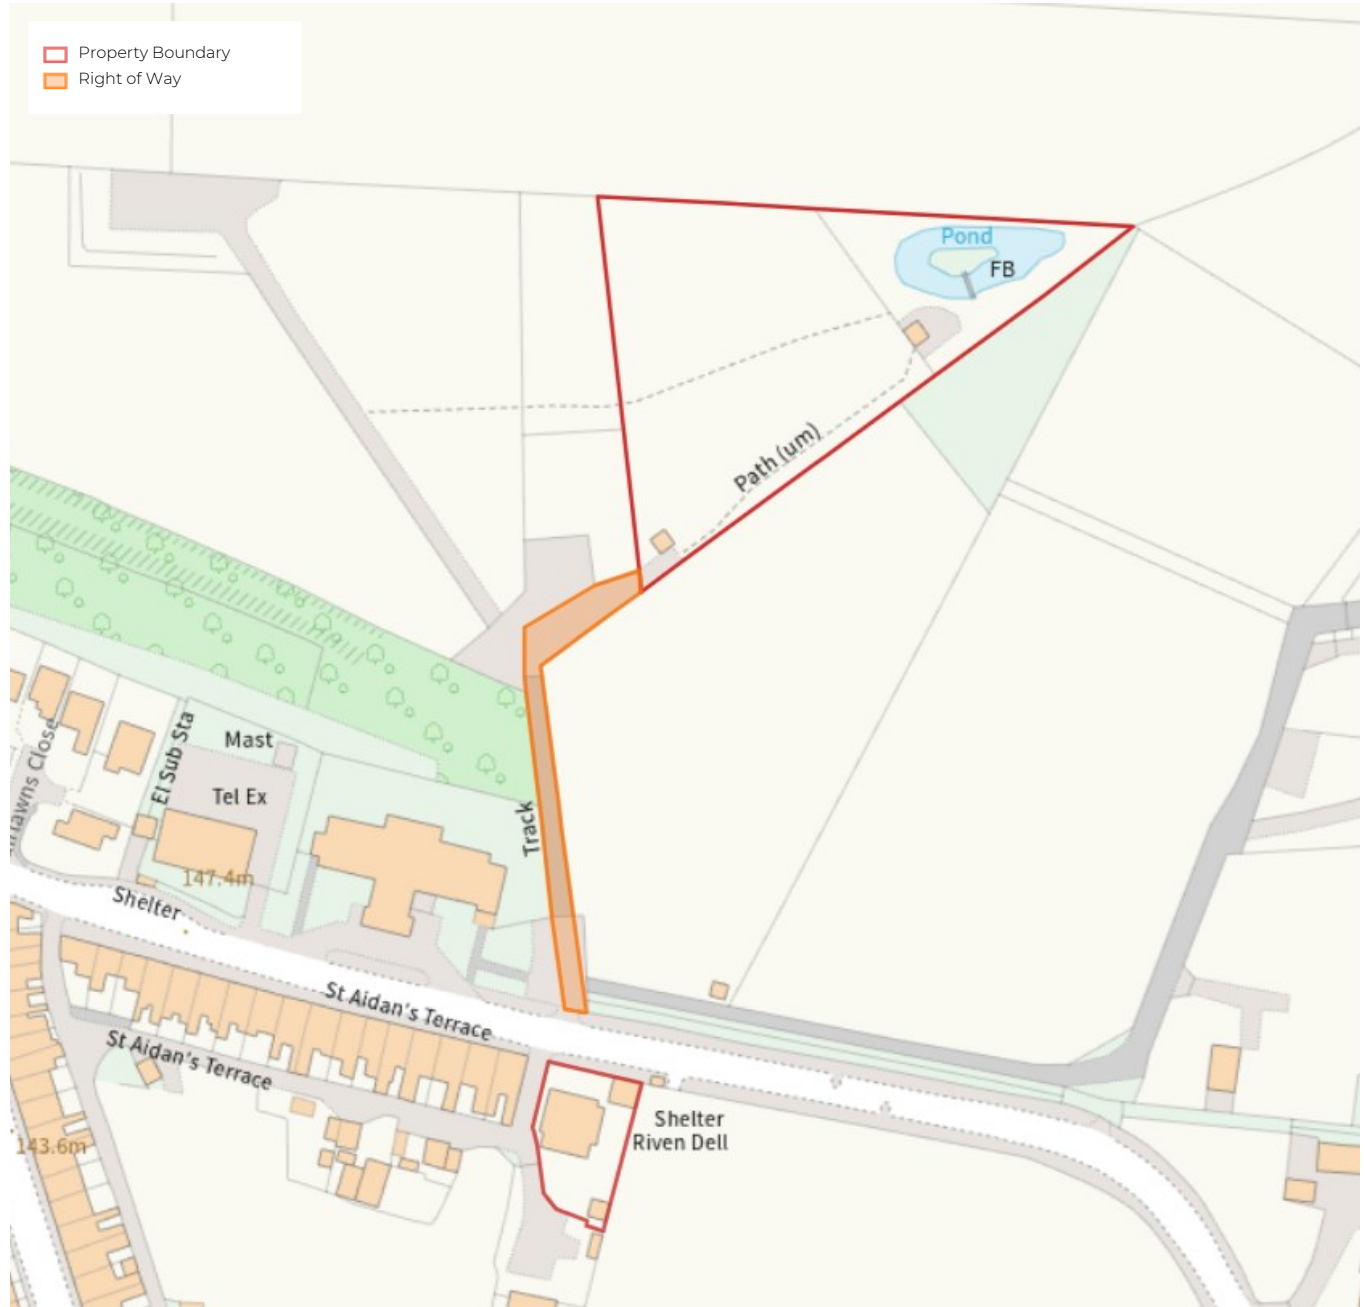 Property Boundary
Right of Way
Pond
FB
Path (um)
Mast
El Sub Sta
Tel Ex
Track
147.4m
Shelter
St Aidan's Terrace
St Aidan's Terrace
Shelter
Riven Dell
143.6m